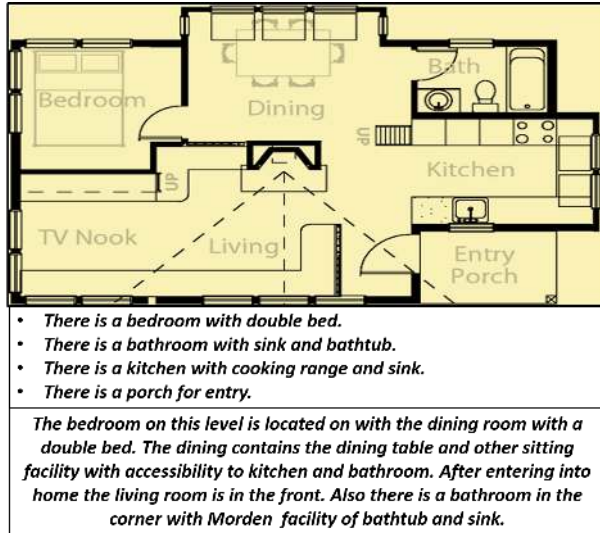 Bath
Bedroom
Dining
UP
Kitchen
UP
TV Nook
Living
Entry
Porch
• There is a bedroom with double bed.
• There is a bathroom with sink and bathtub.
• There is a kitchen with cooking range and sink.
• There is a porch for entry.
The bedroom on this level is located on with the dining room with a
double bed. The dining contains the dining table and other sitting
facility with accessibility to kitchen and bathroom. After entering into
home the living room is in the front. Also there is a bathroom in the
corner with Morden facility of bathtub and sink.